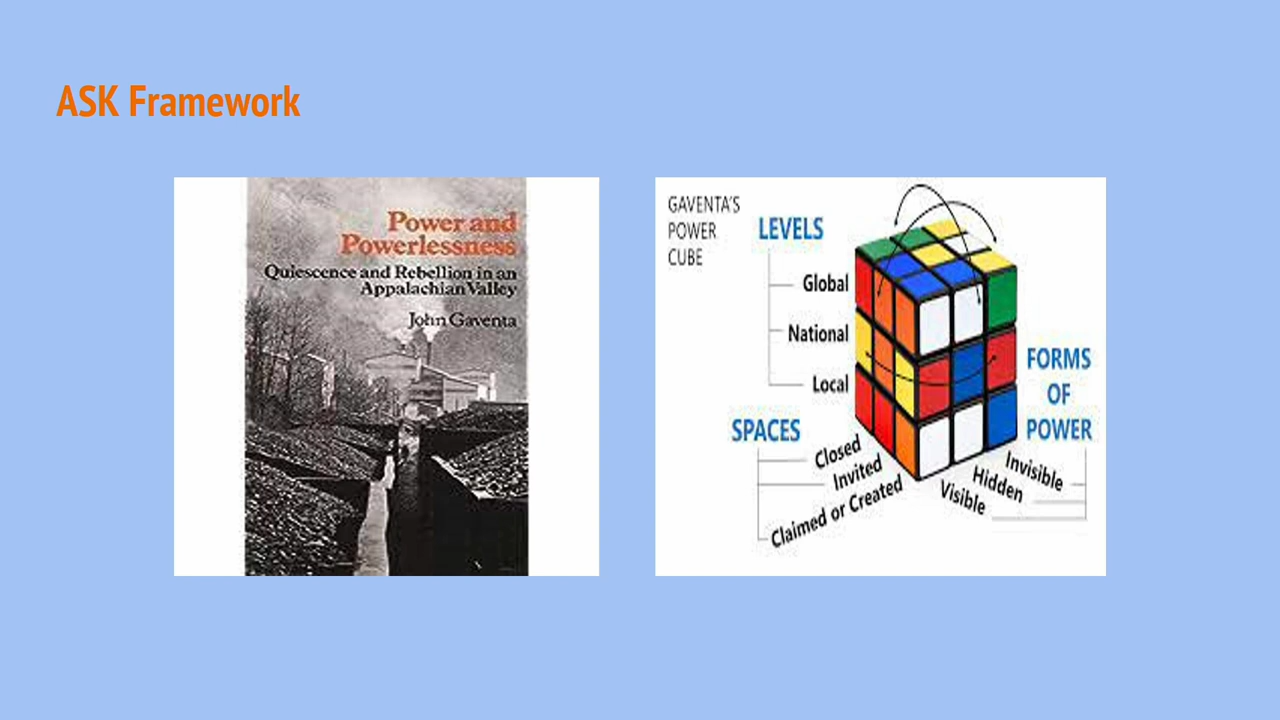 ASK Framework
Power and
Powerlessness
Quiescence and Rebellion in an
Appalachian Valley
John Gaventa
GAVENTA'S
POWER
CUBE
LEVELS
Global
National
Local
SPACES
Closed
Invited
Claimed or Created
FORMS
OF
POWER
Invisible
Hidden
Visible